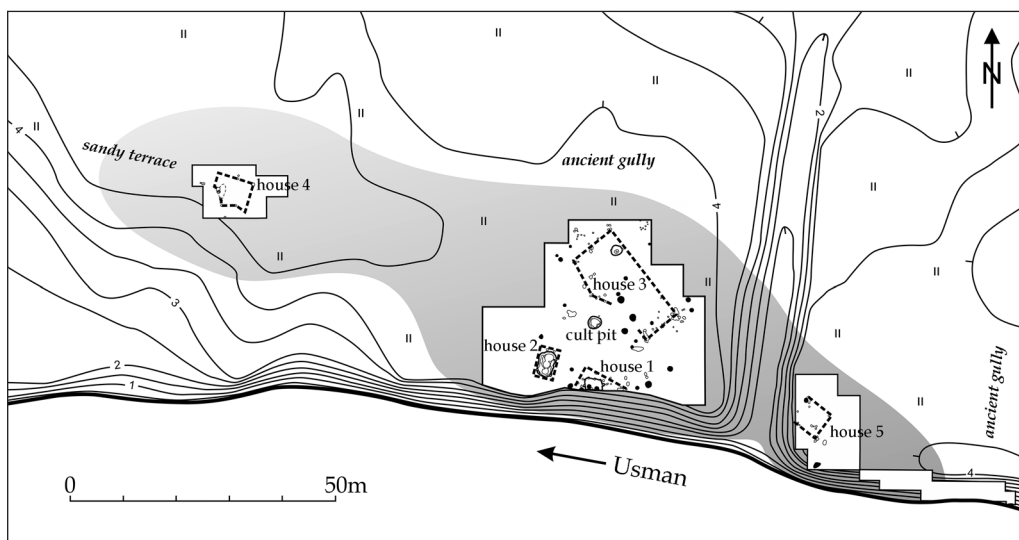 N
2
4
sandy terrace
ancient gully
house 4
4
house 3
3
cult pit
house 2
house 1
2
1
house 5
ancient gully
4
Usman
0 50m